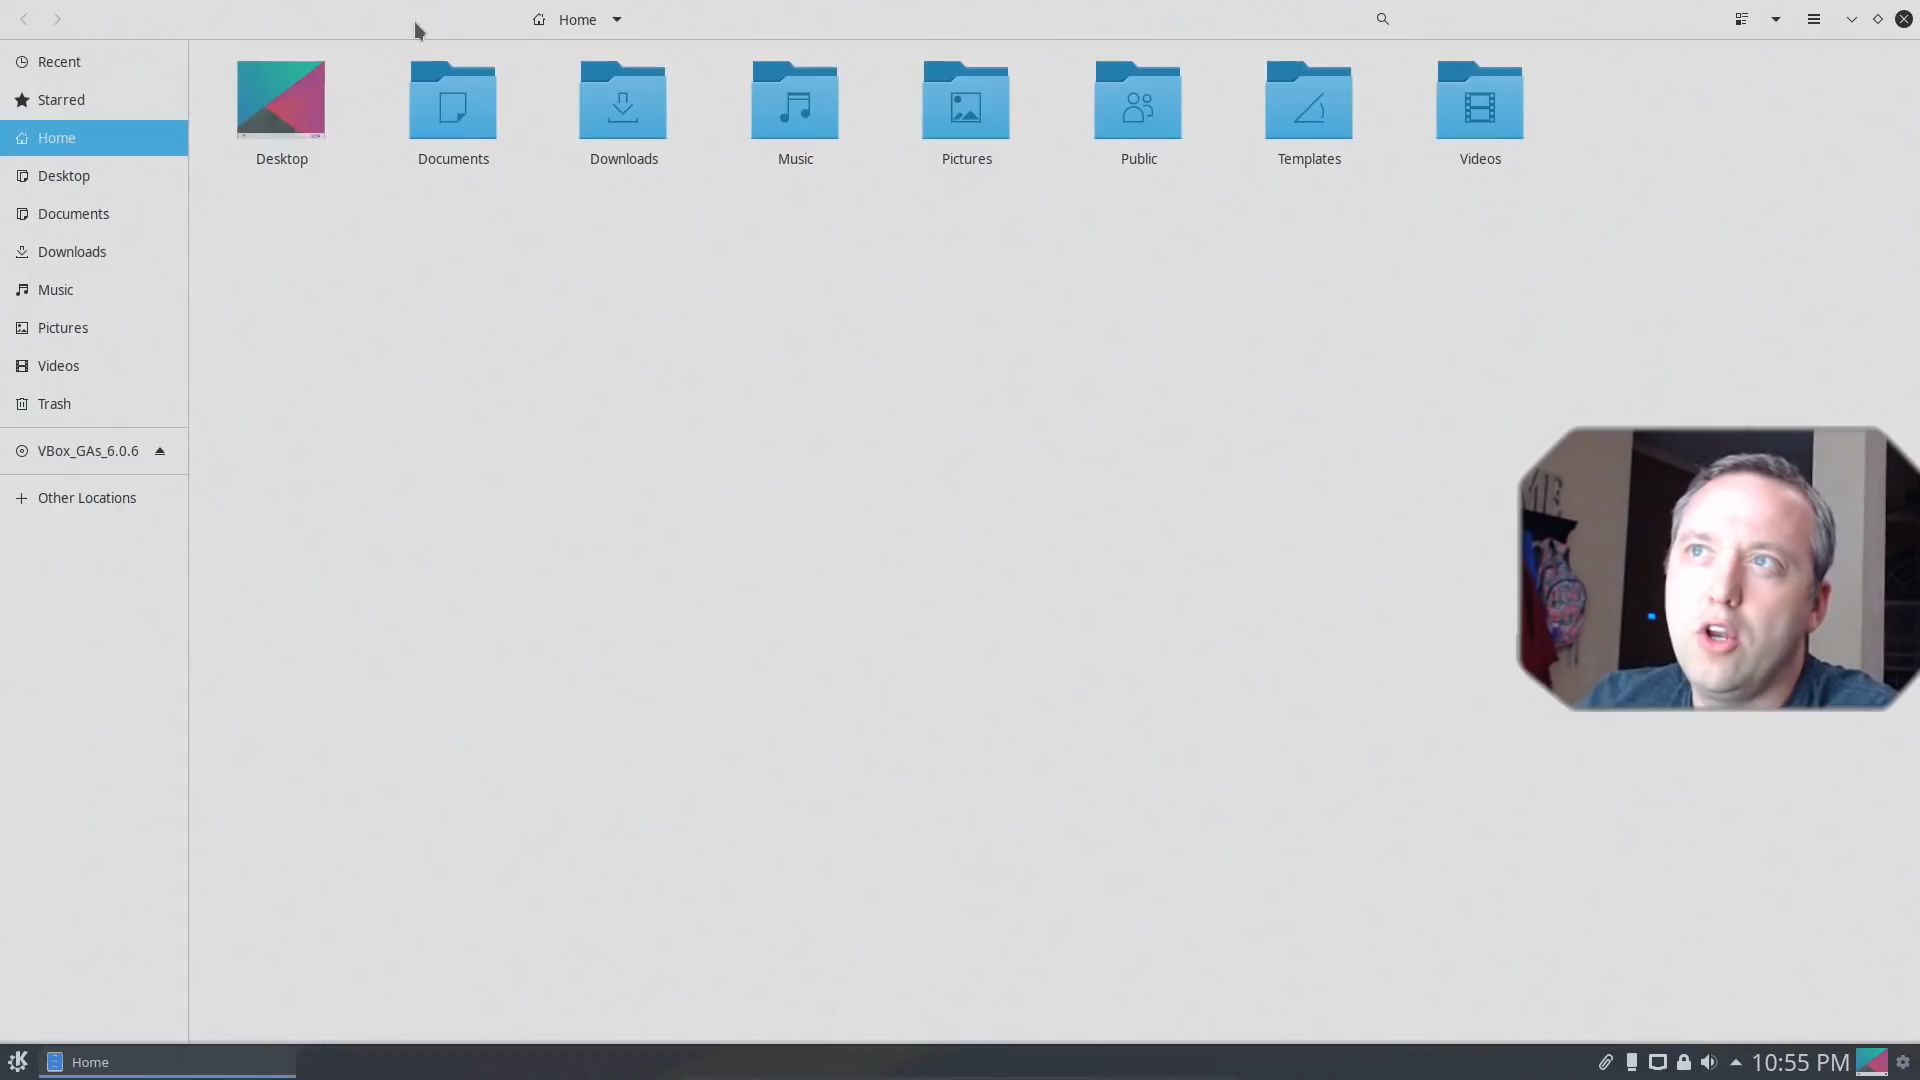 Home
Recent
Starred
Home
Desktop
Documents
Downloads
Music
Pictures
Videos
Trash
VBox_GAs_6.0.6
Other Locations
Desktop
Documents
Downloads
Music
Pictures
Public
Templates
Videos
Home
10:55 PM